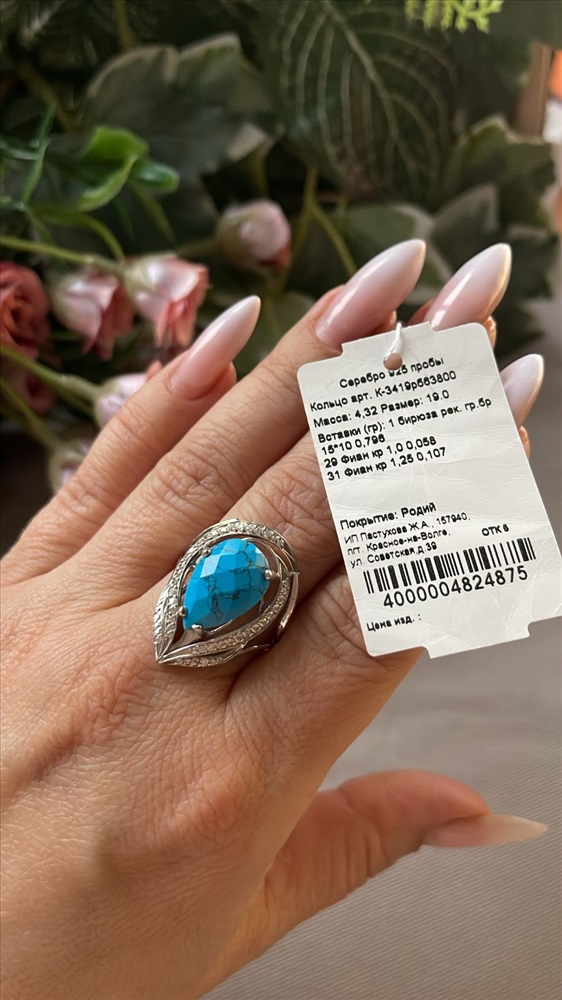 Серебро 925 пробы
Кольцо арт. К-3419р563800
Масса: 4,32 Размер: 19.0
Вставки (гр): 1 бирюза рек. гр.бр
15*10 0,796
29 Фиан кр 1,0 0,058
31 Фиан кр 1,25 0,107
Покрытие: Родий
ИП Пастухова Ж.А., 157940,
пгт. Красное-на-Волге,
ул. Советская,д 39
ОТК 6
4000004824875
Цена изд. :